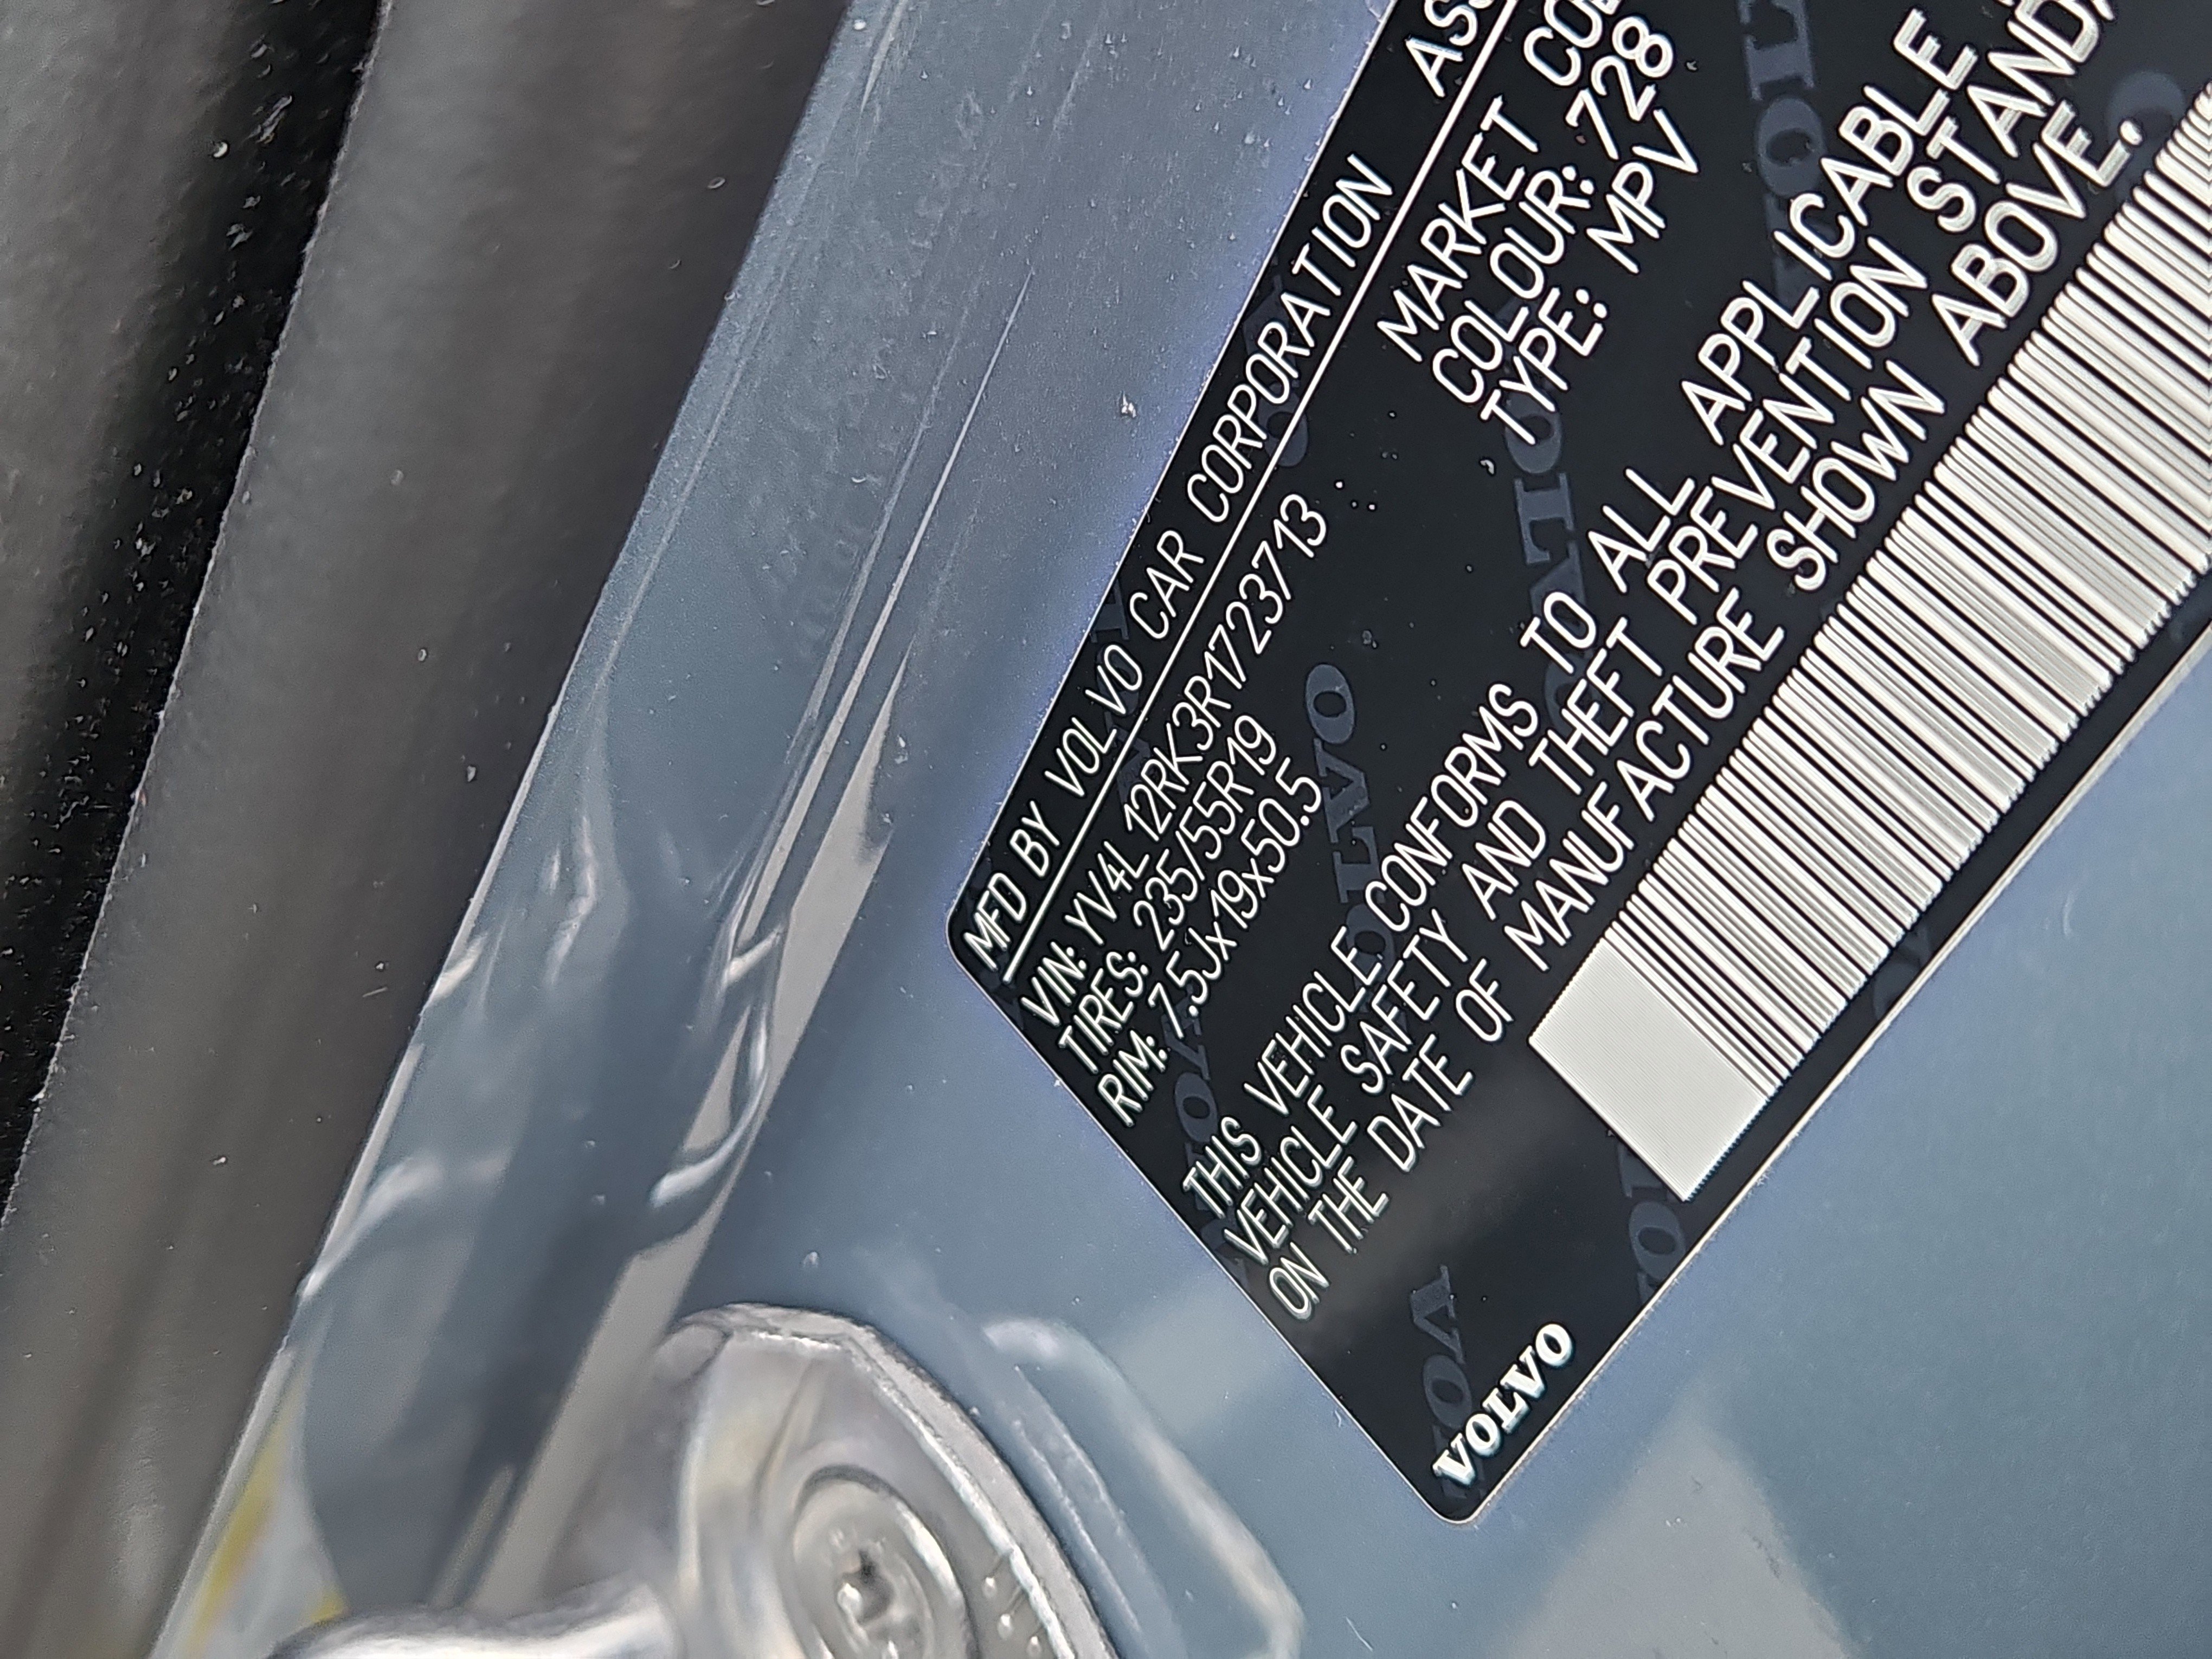 MFD BY VOLVO CAR CORPORATION
VIN: YV4L12RK3R1723713
TIRES: 235/55R19
RIM: 7.5Jx19x50.5
MARKET
COLOUR: 728
TYPE: MPV
THIS VEHICLE CONFORMS TO ALL APPLICABLE
VEHICLE SAFETY AND THEFT PREVENTION
ON THE DATE OF MANUFACTURE SHOWN ABOVE.
VOLVO